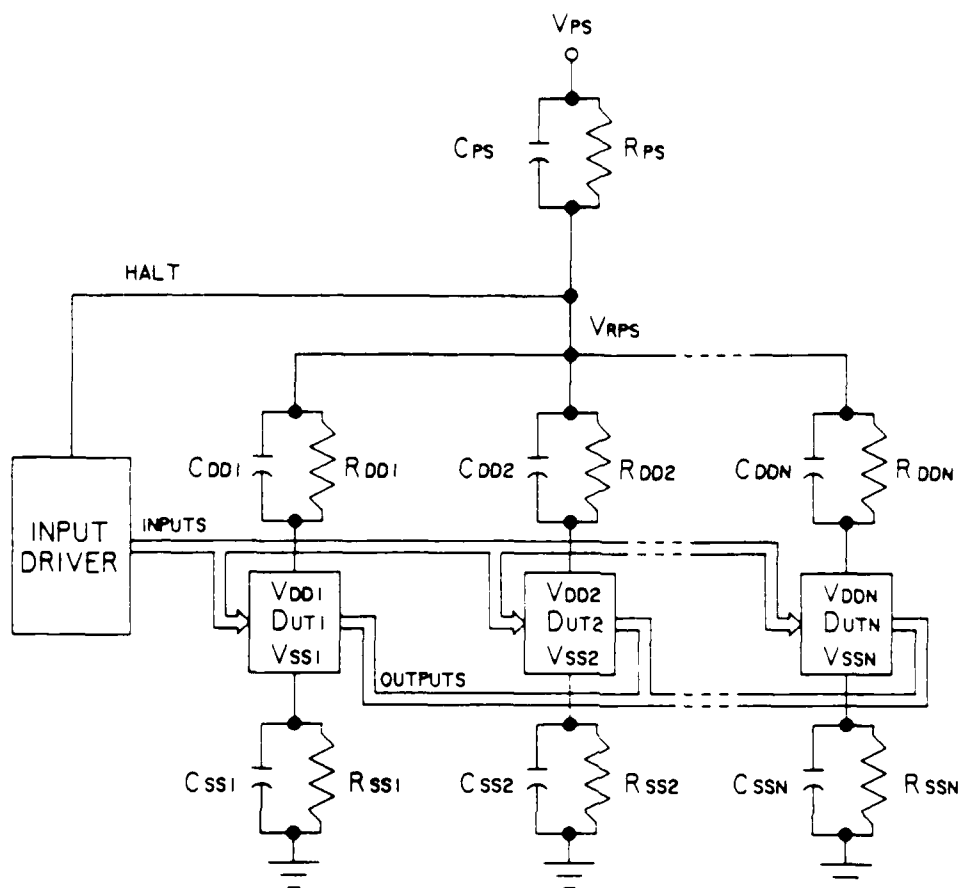 VPS
CPS RPS
HALT
VRPS
CDD1 RDD1 CDD2 RDD2 CDDN RDDN
INPUT
DRIVER
INPUTS
VDD1
DUT1
VSS1
VDD2
DUT2
VSS2
VDDN
DUTN
VSSN
OUTPUTS
CSS1 RSS1 CSS2 RSS2 CSSN RSSN